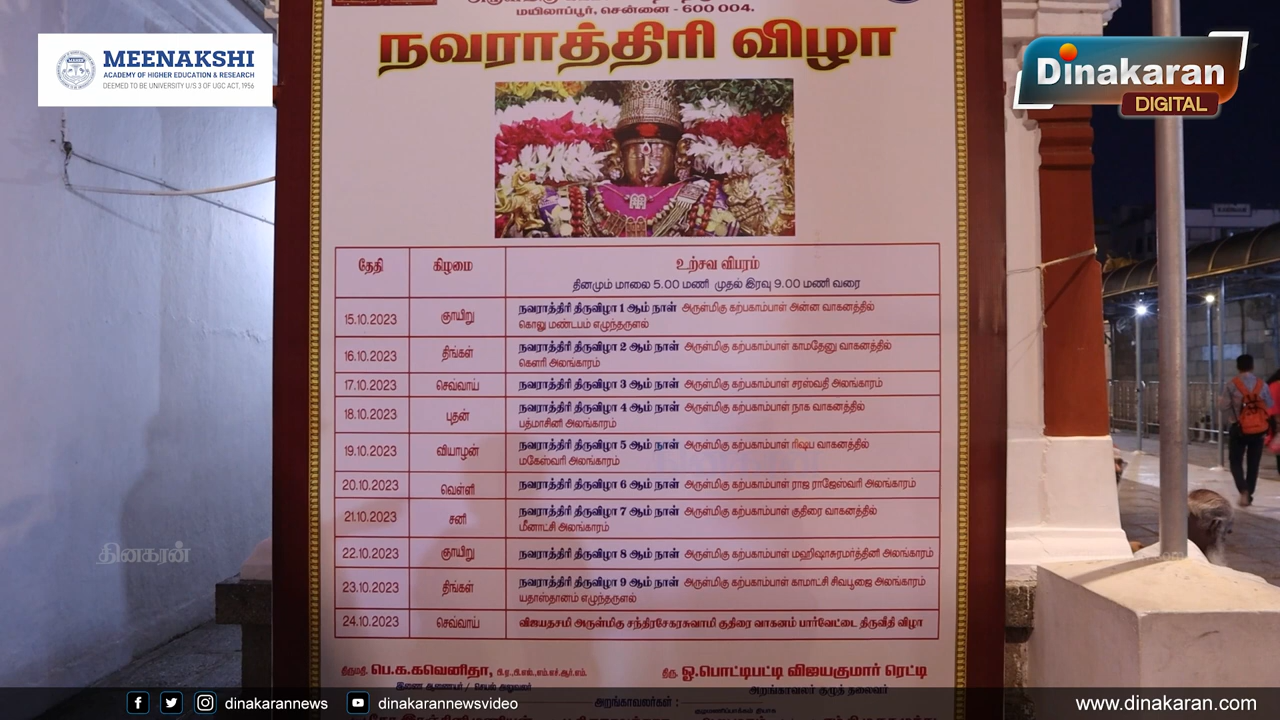 MEENAKSHI
ACADEMY OF HIGHER EDUCATION & RESEARCH
DEEMED TO BE UNIVERSITY U/S 3 OF UGC ACT, 1956
Dinakaran
DIGITAL
மயிலாப்பூர், சென்னை - 600 004.
நவராத்திரி விழா
தேதி கிழமை உற்சவ விபரம்
தினமும் மாலை 5.00 மணி முதல் இரவு 9.00 மணி வரை
15.10.2023 ஞாயிறு நவராத்திரி திருவிழா 1 ஆம் நாள் அருள்மிகு கற்பகாம்பாள் அன்ன வாகனத்தில்
கொலு மண்டபம் எழுந்தருளல்
16.10.2023 திங்கள் நவராத்திரி திருவிழா 2 ஆம் நாள் அருள்மிகு கற்பகாம்பாள் காமதேனு வாகனத்தில்
கௌரி அலங்காரம்
17.10.2023 செவ்வாய் நவராத்திரி திருவிழா 3 ஆம் நாள் அருள்மிகு கற்பகாம்பாள் சரஸ்வதீ அலங்காரம்
18.10.2023 புதன் நவராத்திரி திருவிழா 4 ஆம் நாள் அருள்மிகு கற்பகாம்பாள் நாக வாகனத்தில்
பத்மாசினி அலங்காரம்
19.10.2023 வியாழன் நவராத்திரி திருவிழா 5 ஆம் நாள் அருள்மிகு கற்பகாம்பாள் ரிஷப வாகனத்தில்
மகேஸ்வரி அலங்காரம்
20.10.2023 வெள்ளி நவராத்திரி திருவிழா 6 ஆம் நாள் அருள்மிகு கற்பகாம்பாள் ராஜ ராஜேஸ்வரி அலங்காரம்
21.10.2023 சனி நவராத்திரி திருவிழா 7 ஆம் நாள் அருள்மிகு கற்பகாம்பாள் குதிரை வாகனத்தில்
மீனாட்சி அலங்காரம்
22.10.2023 ஞாயிறு நவராத்திரி திருவிழா 8 ஆம் நாள் அருள்மிகு கற்பகாம்பாள் மஹிஷாசுரமர்த்தினி அலங்காரம்
23.10.2023 திங்கள் நவராத்திரி திருவிழா 9 ஆம் நாள் அருள்மிகு கற்பகாம்பாள் காமாட்சி சிவபூஜை அலங்காரம்
யதாஸ்தானம் எழுந்தருளல்
24.10.2023 செவ்வாய் விஜயதசமி அருள்மிகு சந்திரசேகரசுவாமி குதிரை வாகனம் பார்வேட்டை திருவீதி விழா
தினகரன்
திருமதி. பெ.க.கவெனிதா, திரு. ஒ.பொட்டிபட்டி விஜயகுமார் ரெட்டி
இணை ஆணையர் / செயல் அலுவலர் அறங்காவலர் குழுத் தலைவர்
அறங்காவலர்கள் :
dinakarannews dinakarannewsvideo www.dinakaran.com